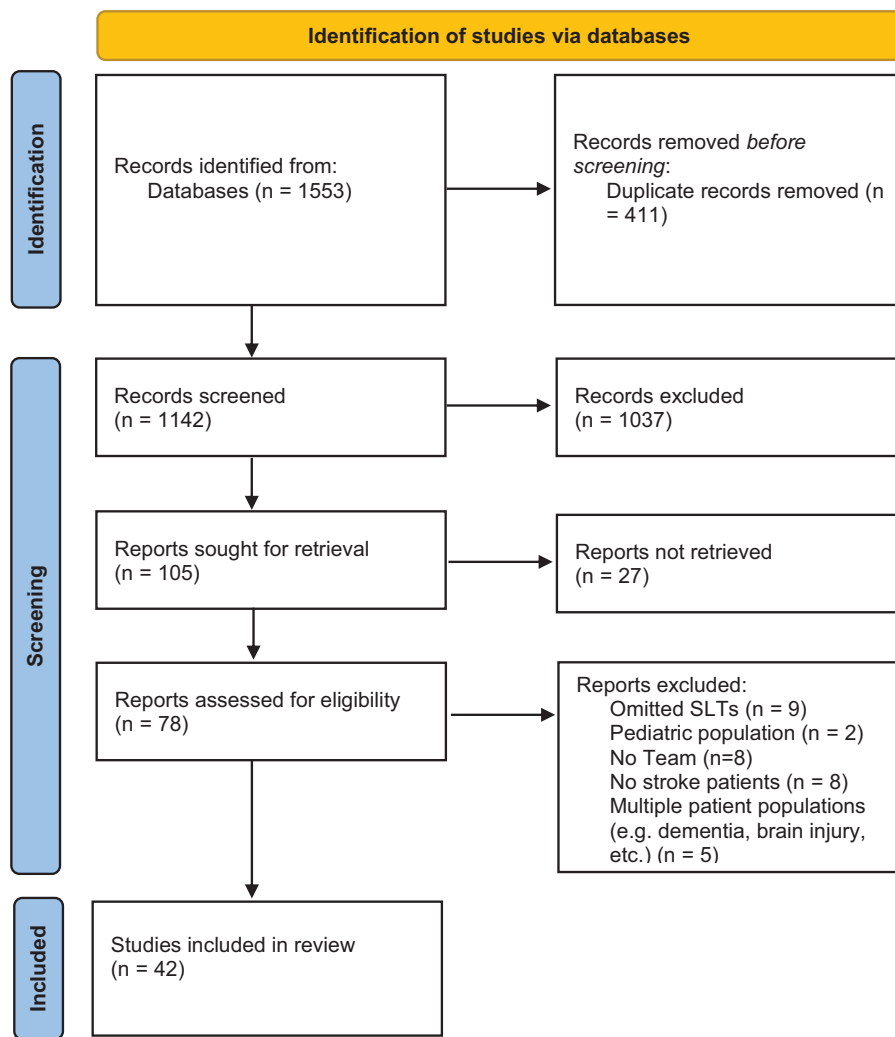 Identification of studies via databases
Identification
Records identified from:
Databases (n = 1553)
Records removed before
screening:
Duplicate records removed (n
= 411)
Screening
Records screened
(n = 1142)
Records excluded
(n = 1037)
Reports sought for retrieval
(n = 105)
Reports not retrieved
(n = 27)
Reports assessed for eligibility
(n = 78)
Reports excluded:
Omitted SLTs (n = 9)
Pediatric population (n = 2)
No Team (n=8)
No stroke patients (n = 8)
Multiple patient populations
(e.g. dementia, brain injury,
etc.) (n = 5)
Included
Studies included in review
(n = 42)